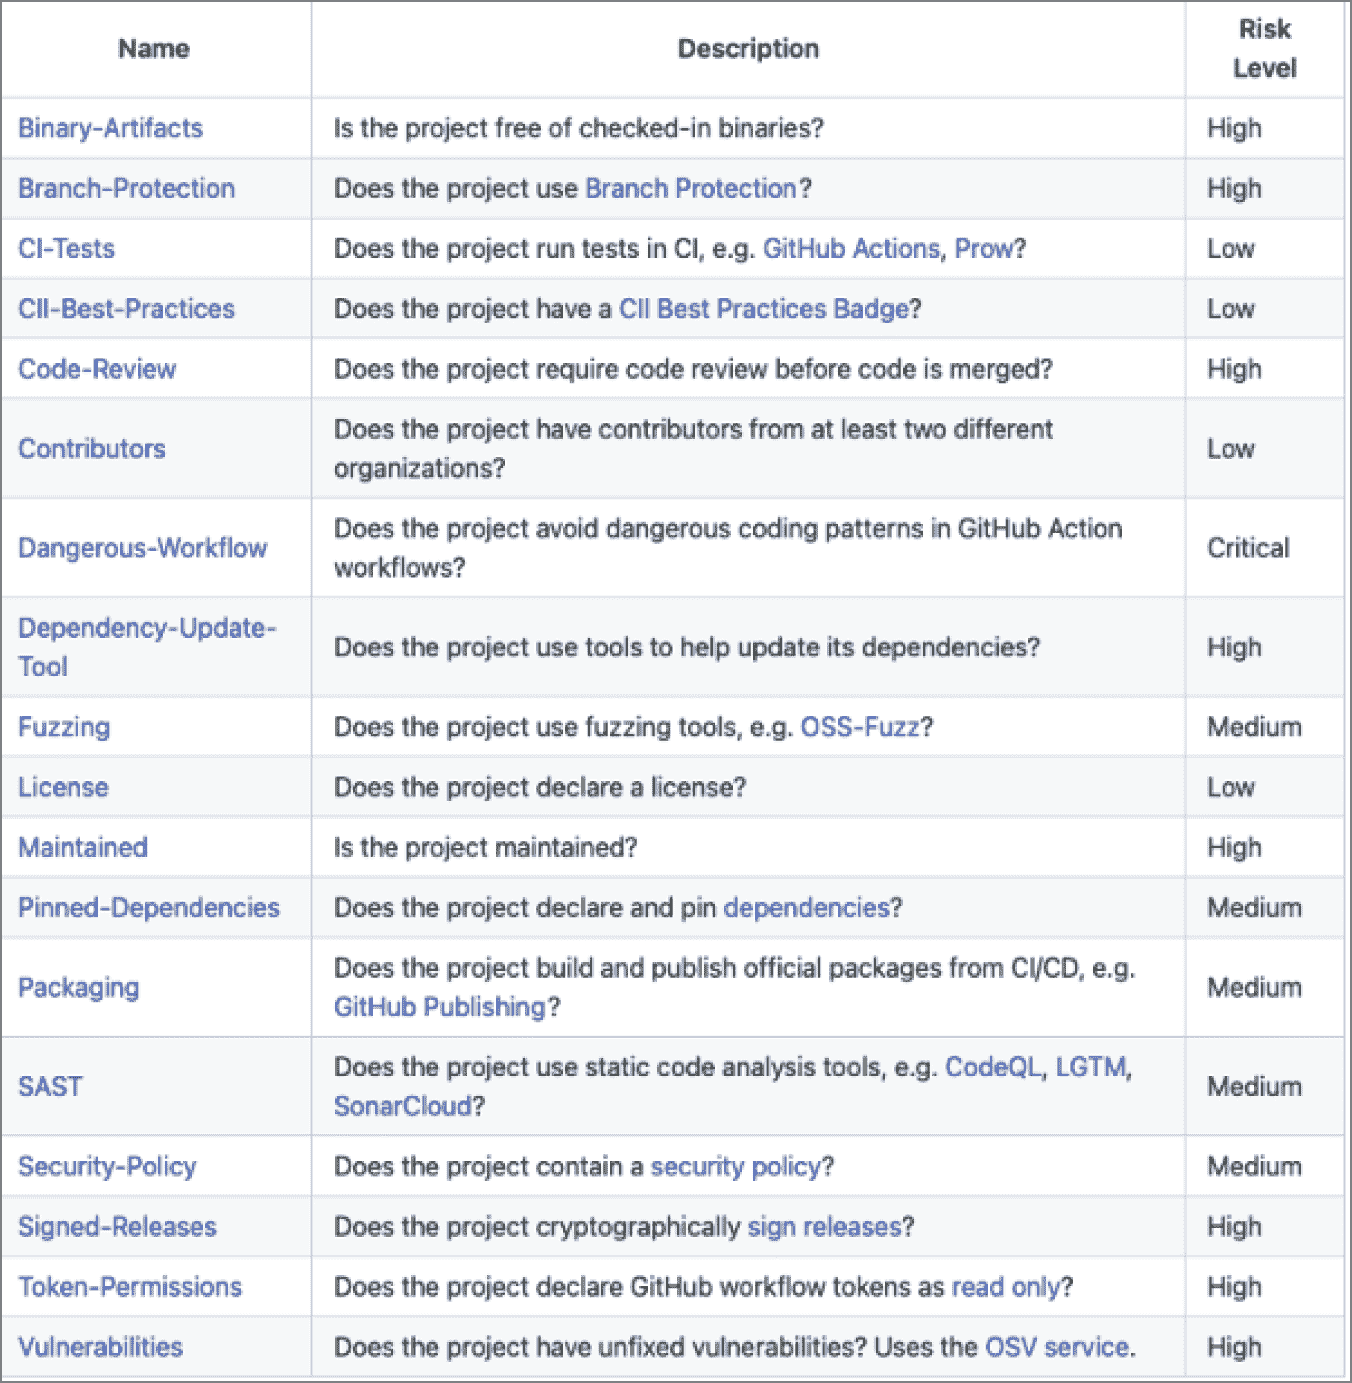 Name Description Risk
Level
Binary-Artifacts Is the project free of checked-in binaries? High
Branch-Protection Does the project use Branch Protection? High
CI-Tests Does the project run tests in CI, e.g. GitHub Actions, Prow? Low
CII-Best-Practices Does the project have a CII Best Practices Badge? Low
Code-Review Does the project require code review before code is merged? High
Contributors Does the project have contributors from at least two different
organizations? Low
Dangerous-Workflow Does the project avoid dangerous coding patterns in GitHub Action
workflows? Critical
Dependency-Update-
Tool Does the project use tools to help update its dependencies? High
Fuzzing Does the project use fuzzing tools, e.g. OSS-Fuzz? Medium
License Does the project declare a license? Low
Maintained Is the project maintained? High
Pinned-Dependencies Does the project declare and pin dependencies? Medium
Packaging Does the project build and publish official packages from CI/CD, e.g.
GitHub Publishing? Medium
SAST Does the project use static code analysis tools, e.g. CodeQL, LGTM,
SonarCloud? Medium
Security-Policy Does the project contain a security policy? Medium
Signed-Releases Does the project cryptographically sign releases? High
Token-Permissions Does the project declare GitHub workflow tokens as read only? High
Vulnerabilities Does the project have unfixed vulnerabilities? Uses the OSV service. High